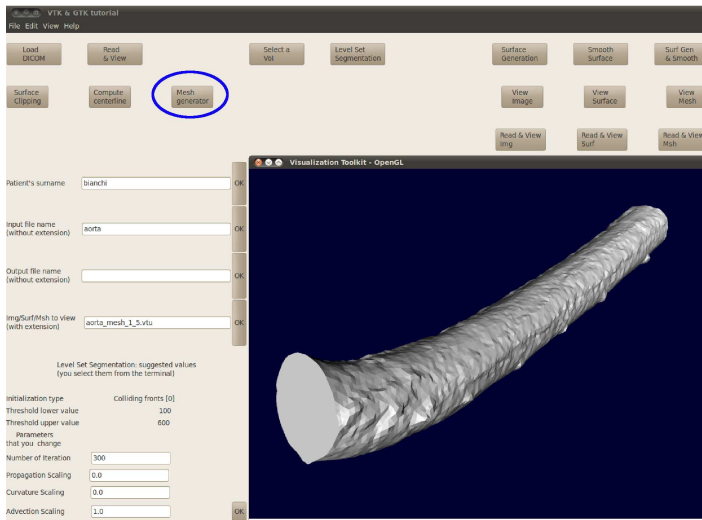 VTK & GTK tutorial
File Edit View Help
Load
DICOM
Read
& View
Select a
VoI
Level Set
Segmentation
Surface
Generation
Smooth
Surface
Surf Gen
& Smooth
Surface
Clipping
Compute
centerline
Mesh
generator
View
Image
View
Surface
View
Mesh
Read & View
Img
Read & View
Surf
Read & View
Msh
Visualization Toolkit - OpenGL
Patient's surname bianchi OK
Input file name
(without extension) aorta OK
Output file name
(without extension) OK
Img/Surf/Msh to view
(with extension) aorta_mesh_1_5.vtu OK
Level Set Segmentation: suggested values
(you select them from the terminal)
Initialization type Colliding fronts [0]
Threshold lower value 100
Threshold upper value 600
Parameters
that you change
Number of Iteration 300
Propagation Scaling 0.0
Curvature Scaling 0.0
Advection Scaling 1.0 OK